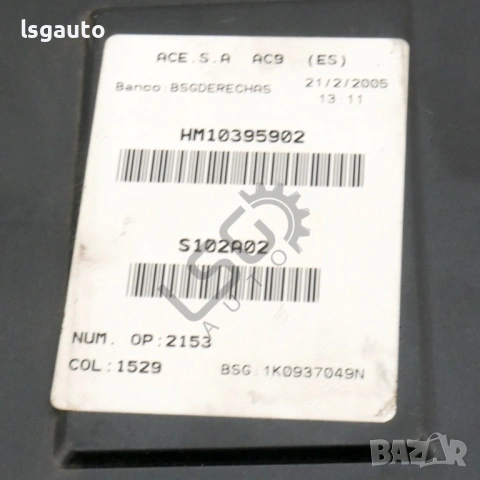 lsgauto
ACE.S.A AC9 (ES)
Banco:BSGDERECHAS 21/2/2005
13:11
HM10395902
S102A02
LSG
AUTO
NUM. OP:2153
COL:1529 BSG:1K0937049N
BAZAR